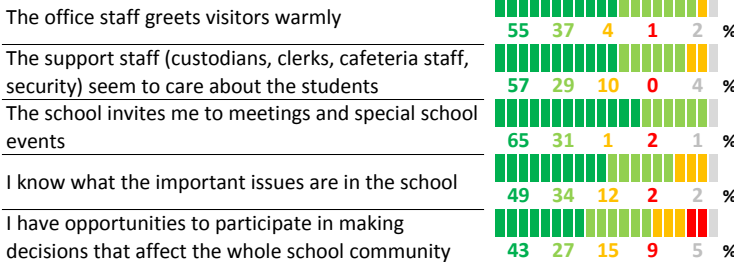 The office staff greets visitors warmly
55 37 4 1 2 %
The support staff (custodians, clerks, cafeteria staff,
security) seem to care about the students
57 29 10 0 4 %
The school invites me to meetings and special school
events
65 31 1 2 1 %
I know what the important issues are in the school
49 34 12 2 2 %
I have opportunities to participate in making
decisions that affect the whole school community
43 27 15 9 5 %